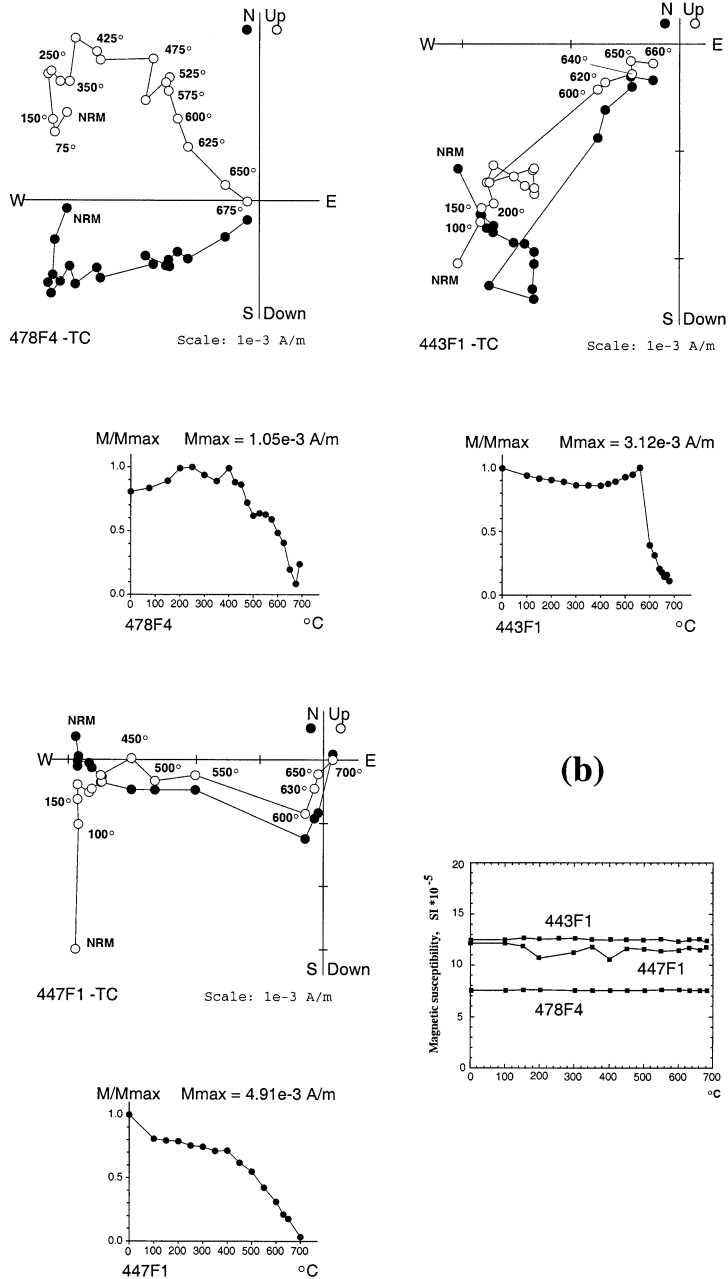 N Up
425°
250°
475°
525°
350°
575°
NRM
150°
600°
75°
625°
650°
W E
675°
NRM
S Down
478F4 -TC Scale: 1e-3 A/m
N Up
W E
650° 660°
640°
620°
600°
NRM
150° 200°
100°
NRM
S Down
443F1 -TC Scale: 1e-3 A/m
M/Mmax Mmax = 1.05e-3 A/m
1.0
0.5
0.0
0 100 200 300 400 500 600 700
478F4 °C
M/Mmax Mmax = 3.12e-3 A/m
1.0
0.5
0.0
0 100 200 300 400 500 600 700
443F1 °C
N Up
NRM
450°
W E
500° 550° 650° 700°
630°
150°
600°
100°
NRM
S Down
447F1 -TC Scale: 1e-3 A/m
(b)
Magnetic susceptibility, SI *10-5
20
15
10
5
0
443F1
447F1
478F4
0 100 200 300 400 500 600 700
°C
M/Mmax Mmax = 4.91e-3 A/m
1.0
0.5
0.0
0 100 200 300 400 500 600 700
447F1 °C